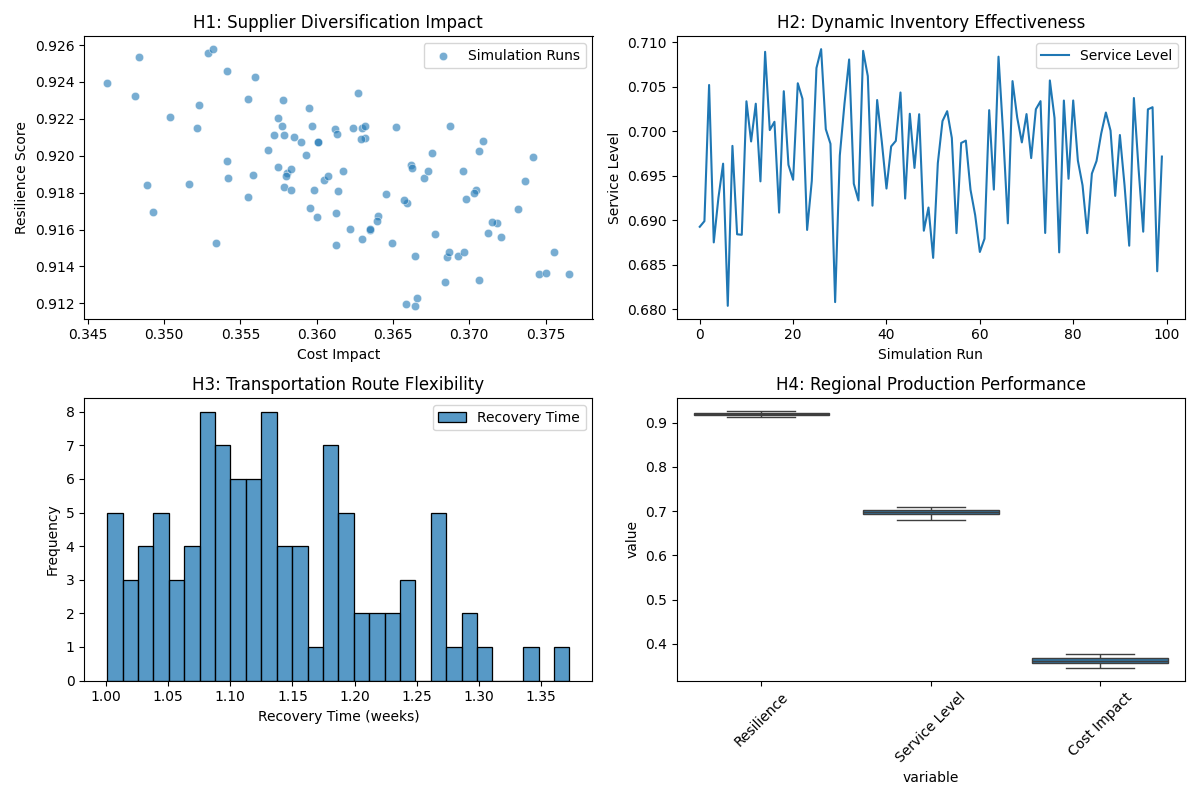 H1: Supplier Diversification Impact
Simulation Runs
Resilience Score
0.926
0.924
0.922
0.920
0.918
0.916
0.914
0.912
0.345 0.350 0.355 0.360 0.365 0.370 0.375
Cost Impact
H2: Dynamic Inventory Effectiveness
Service Level
Service Level
0.710
0.705
0.700
0.695
0.690
0.685
0.680
0 20 40 60 80 100
Simulation Run
H3: Transportation Route Flexibility
Recovery Time
Frequency
8
7
6
5
4
3
2
1
0
1.00 1.05 1.10 1.15 1.20 1.25 1.30 1.35
Recovery Time (weeks)
H4: Regional Production Performance
value
0.9
0.8
0.7
0.6
0.5
0.4
Resilience
Service Level
Cost Impact
variable